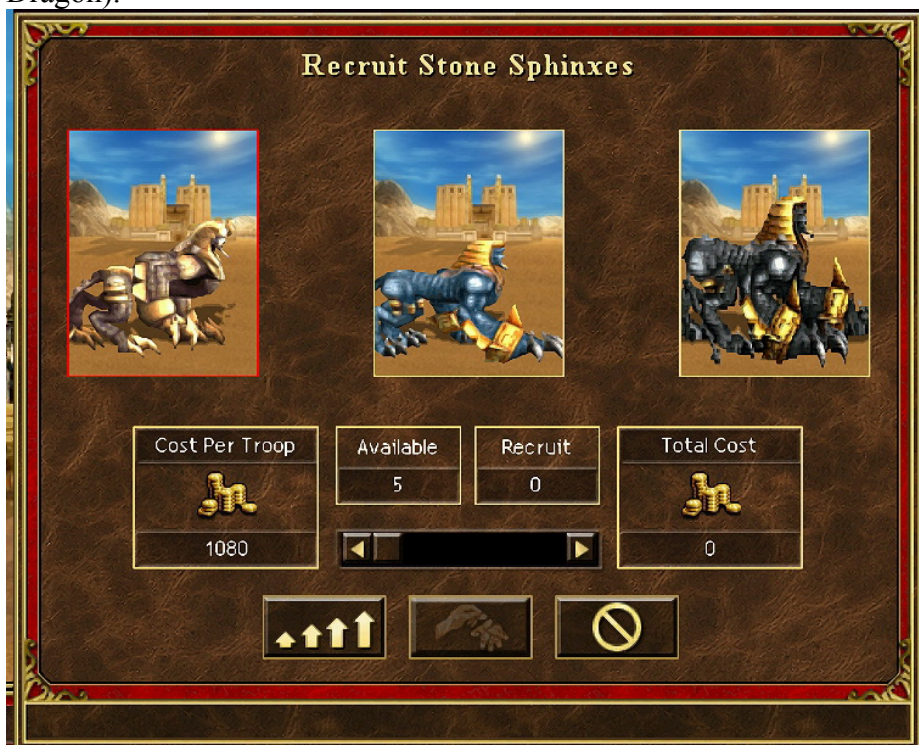 Dragon).
Recruit Stone Sphinxes
Cost Per Troop
Available
Recruit
Total Cost
5
0
1080
0